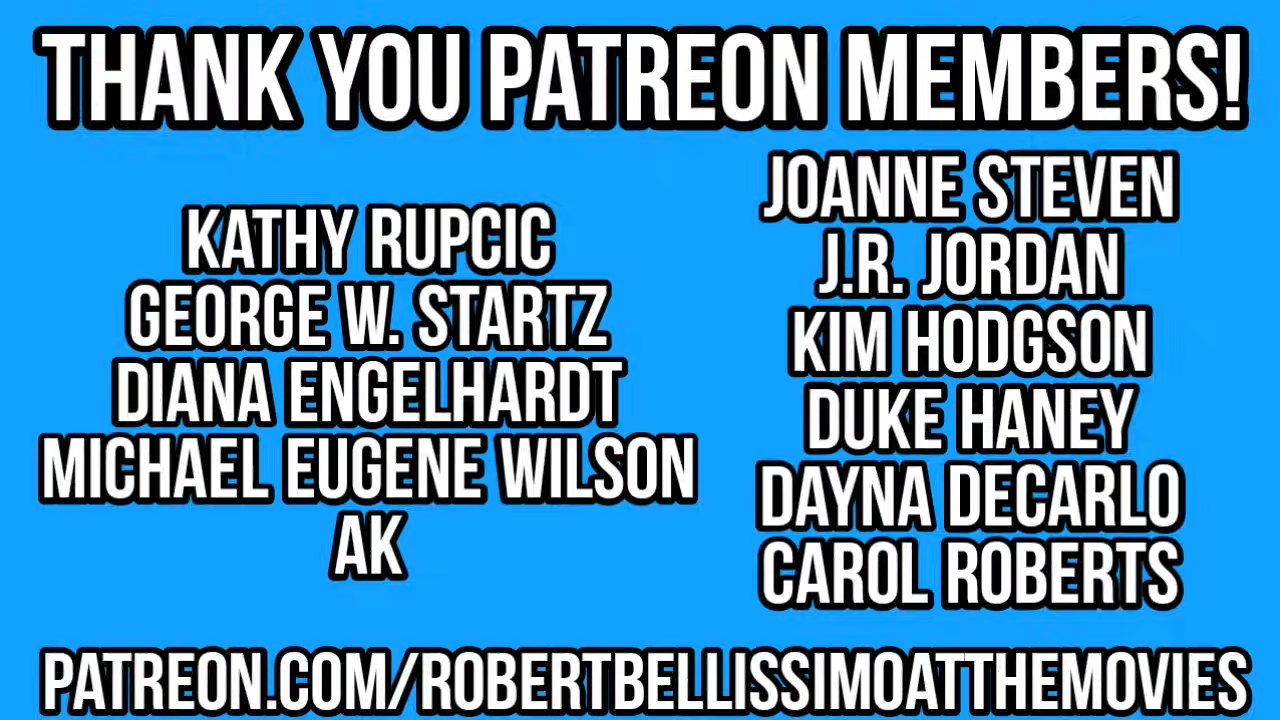 THANK YOU PATREON MEMBERS!
KATHY RUPCIC
GEORGE W. STARTZ
DIANA ENGELHARDT
MICHAEL EUGENE WILSON
AK
JOANNE STEVEN
J.R. JORDAN
KIM HODGSON
DUKE HANEY
DAYNA DECARLO
CAROL ROBERTS
PATREON.COM/ROBERTBELLISSIMOATTHEMOVIES